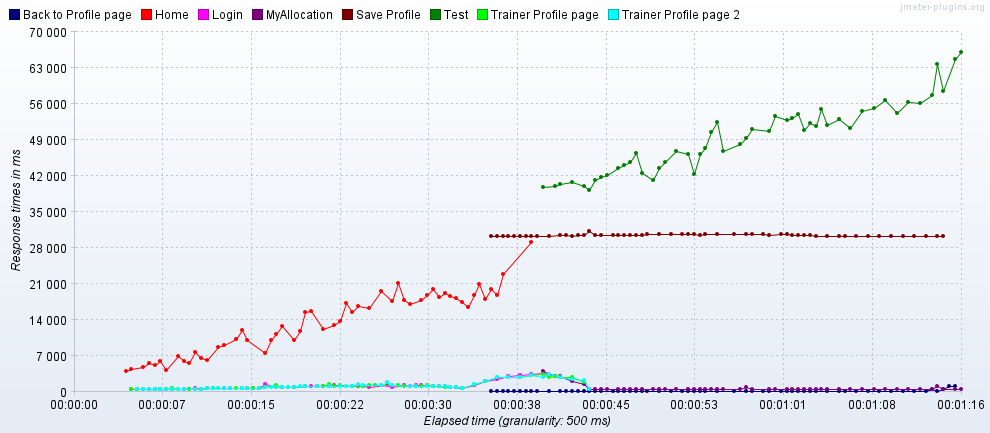 jmeter-plugins.org
Back to Profile page Home Login MyAllocation Save Profile Test Trainer Profile page Trainer Profile page 2
70 000
63 000
56 000
49 000
42 000
35 000
28 000
21 000
14 000
7 000
0
Response times in ms
00:00:00 00:00:07 00:00:15 00:00:22 00:00:30 00:00:38 00:00:45 00:00:53 00:01:01 00:01:08 00:01:16
Elapsed time (granularity: 500 ms)